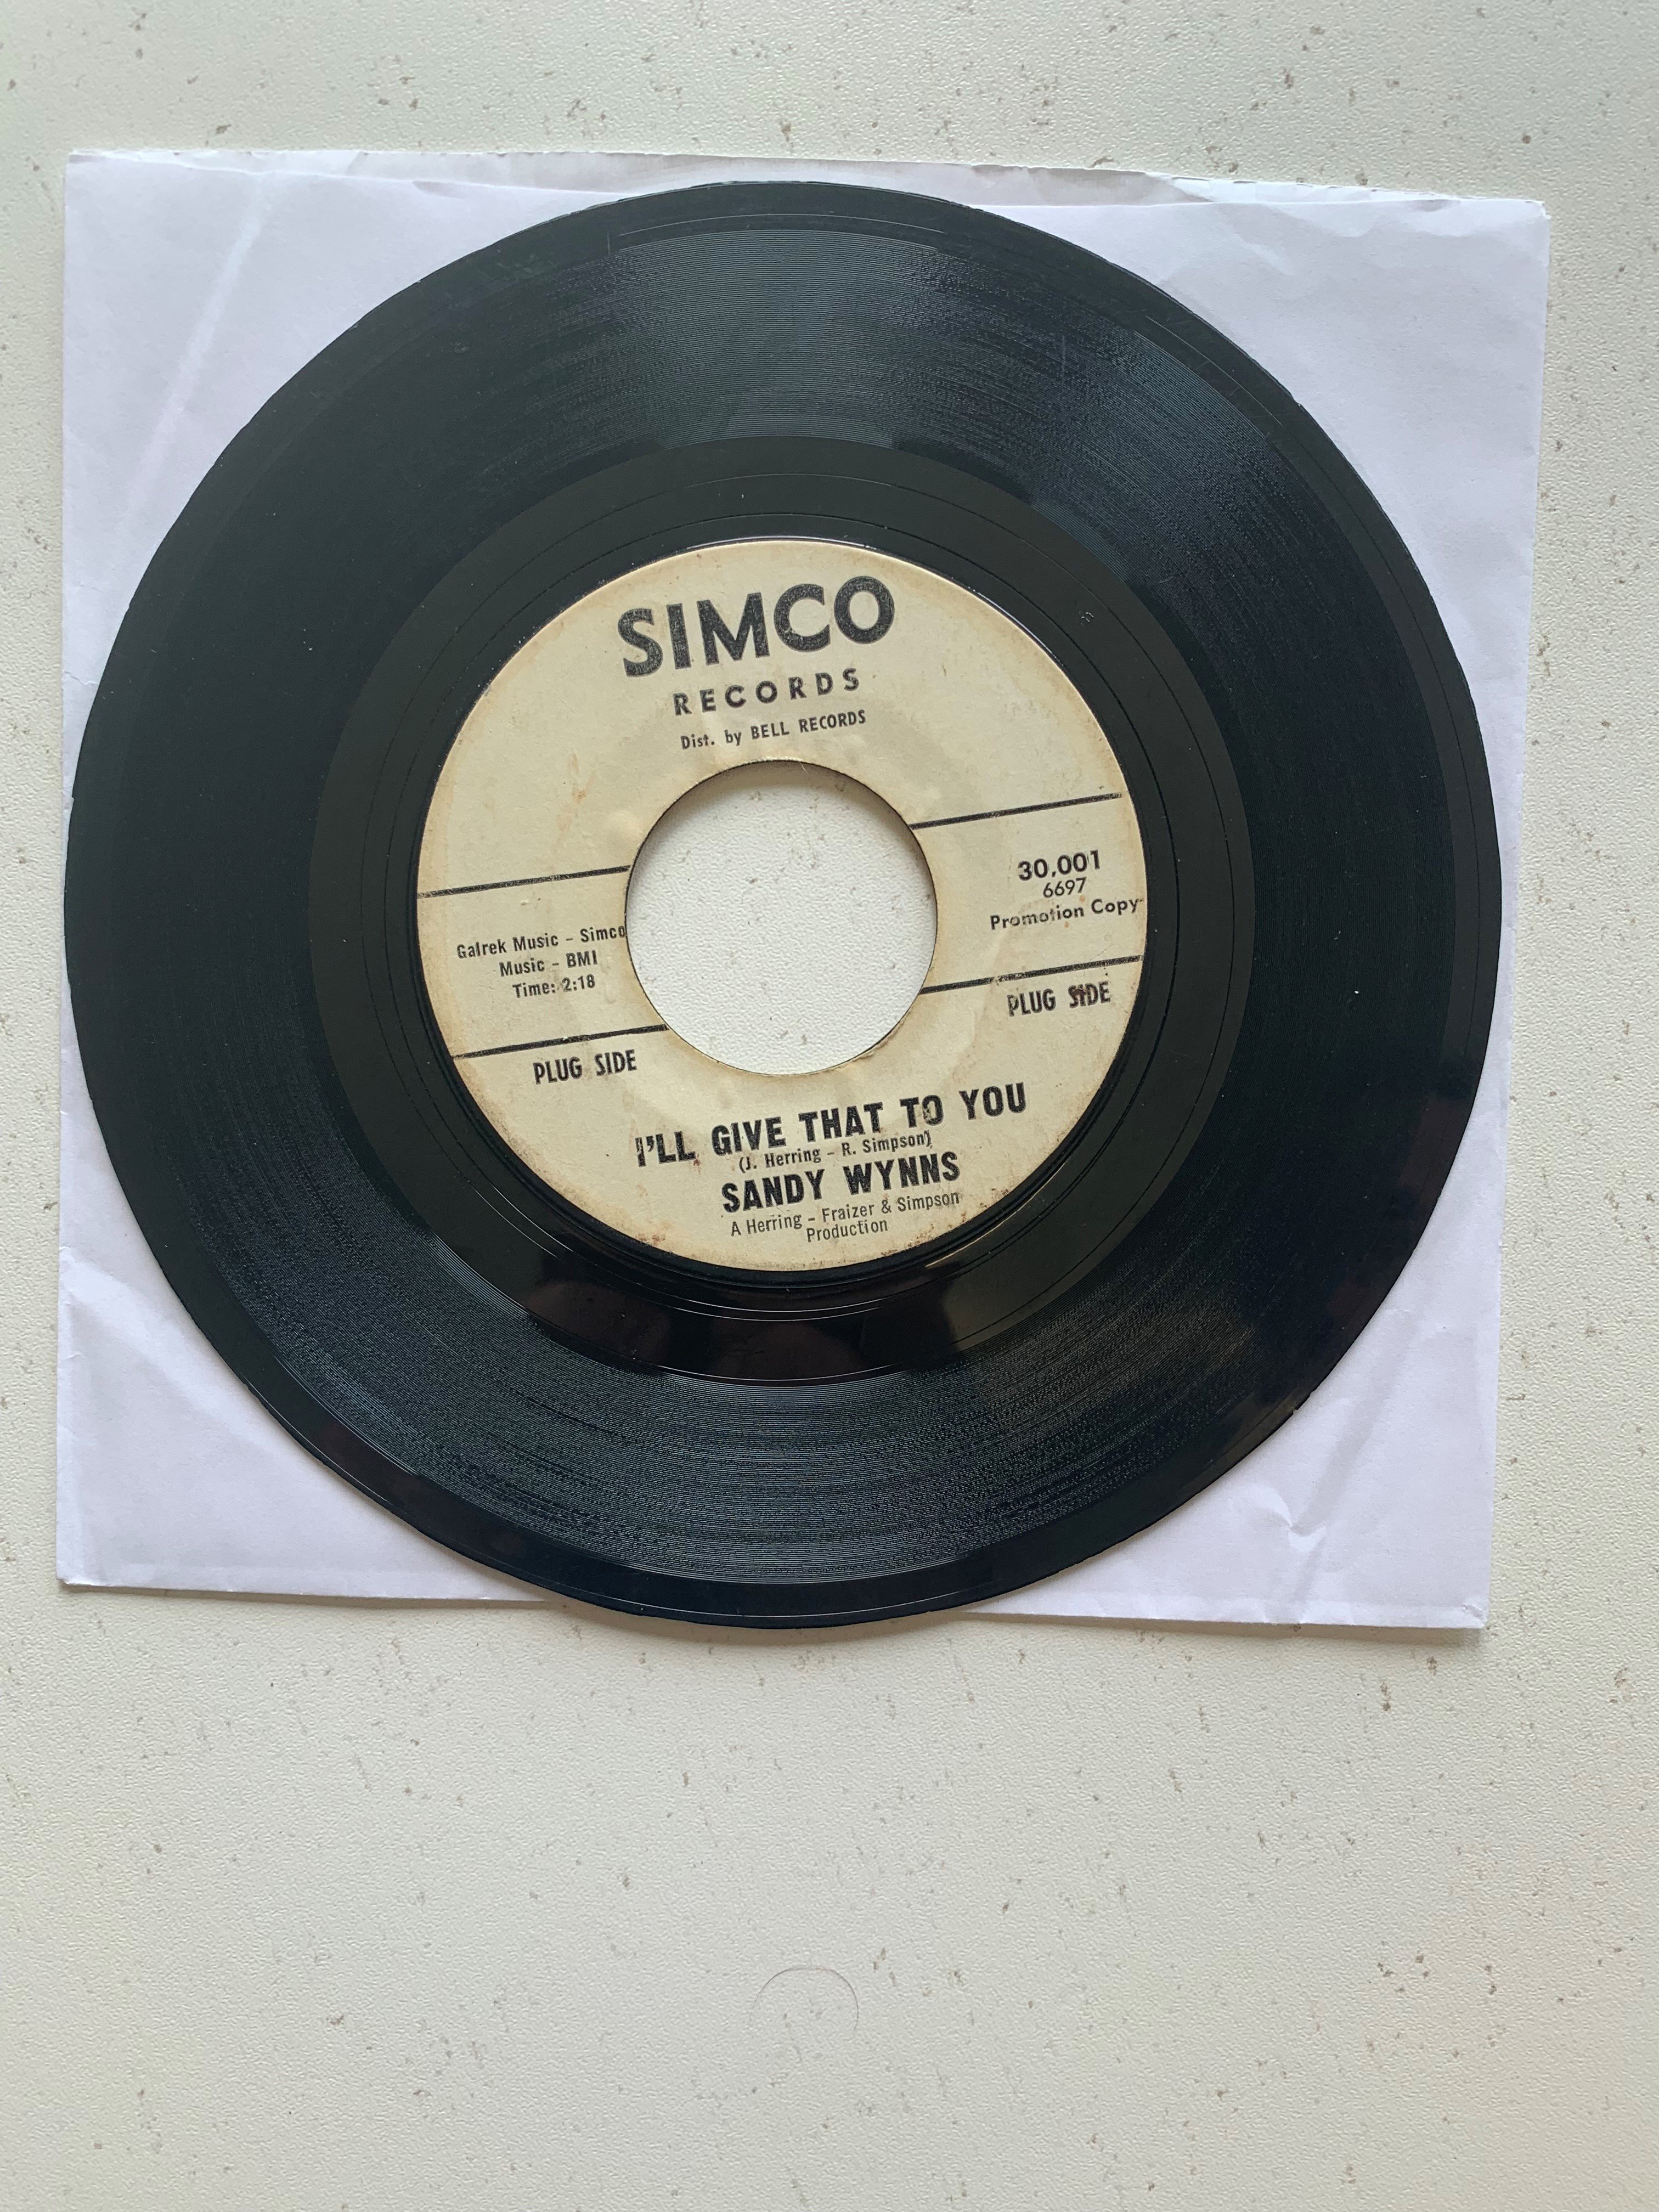 SIMCO
RECORDS
Dist. by BELL RECORDS
30,001
6697
Promotion Copy
Galrek Music - Simco
Music - BMI
Time: 2:18
PLUG SIDE
PLUG SIDE
I'LL GIVE THAT TO YOU
(J. Herring - R. Simpson)
SANDY WYNNS
A Herring - Fraizer & Simpson
Production